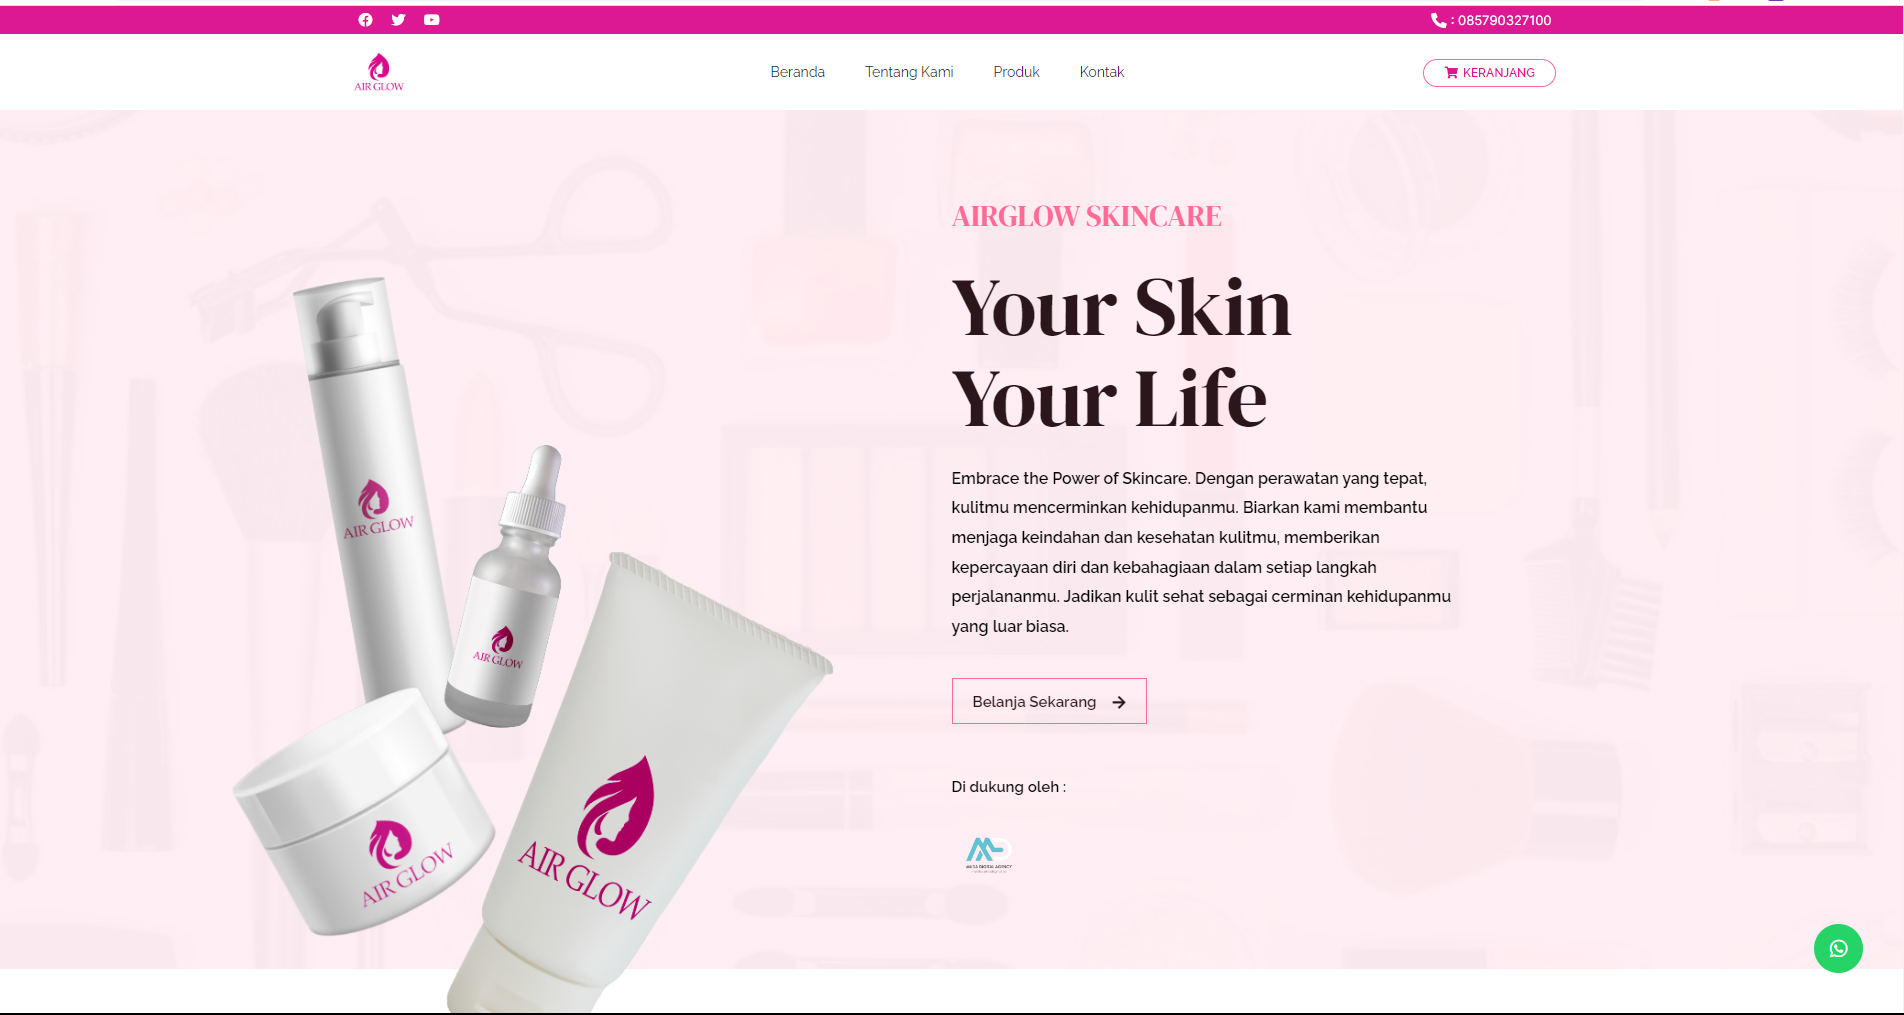 : 085790327100
AIR GLOW
Beranda
Tentang Kami
Produk
Kontak
KERANJANG
AIRGLOW SKINCARE
Your Skin
Your Life
Embrace the Power of Skincare. Dengan perawatan yang tepat,
kulitmu mencerminkan kehidupanmu. Biarkan kami membantu
menjaga keindahan dan kesehatan kulitmu, memberikan
kepercayaan diri dan kebahagiaan dalam setiap langkah
perjalananmu. Jadikan kulit sehat sebagai cerminan kehidupanmu
yang luar biasa.
Belanja Sekarang
Di dukung oleh :
DIGITAL AGENCY
AIR GLOW
AIR GLOW
AIR GLOW
AIR GLOW